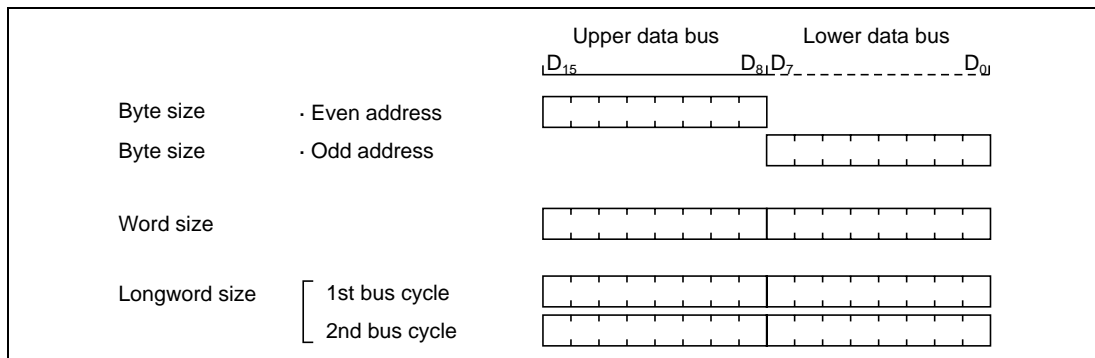 Upper data bus Lower data bus
D15 D8 D7 D0
Byte size · Even address
Byte size · Odd address
Word size
Longword size 1st bus cycle
2nd bus cycle